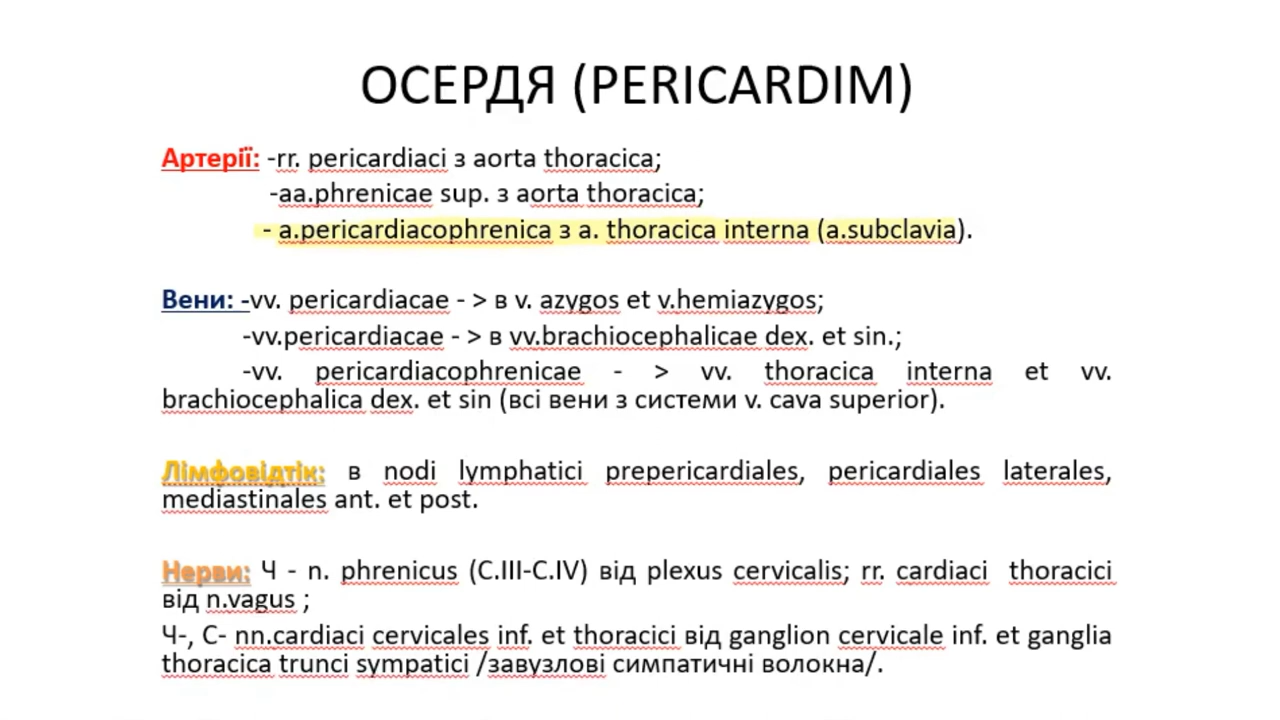 ОСЕРДЯ (PERICARDIM)
Артерії: -rr. pericardiaci з aorta thoracica;
-aa.phrenicae sup. з aorta thoracica;
- a.pericardiacophrenica з a. thoracica interna (a.subclavia).
Вени: -vv. pericardiacae - > в v. azygos et v.hemiazygos;
-vv.pericardiacae - > в vv.brachiocephalicae dex. et sin.;
-vv. pericardiacophrenicae - > vv. thoracica interna et vv.
brachiocephalica dex. et sin (всі вени з системи v. cava superior).
Лімфовідтік: в nodi lymphatici prepericardiales, pericardiales laterales,
mediastinales ant. et post.
Нерви: Ч - n. phrenicus (C.III-C.IV) від plexus cervicalis; rr. cardiaci thoracici
від n.vagus ;
Ч-, С- nn.cardiaci cervicales inf. et thoracici від ganglion cervicale inf. et ganglia
thoracica trunci sympatici /завузлові симпатичні волокна/.